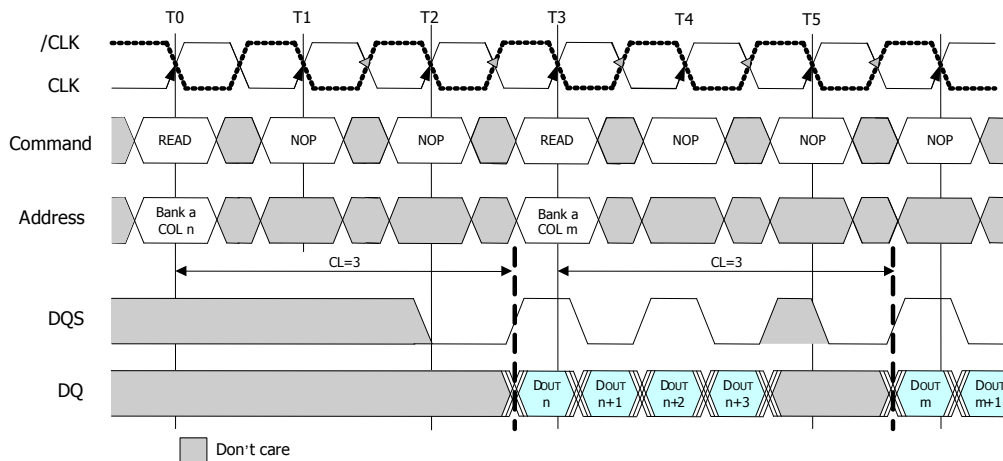 T0 T1 T2 T3 T4 T5
/CLK
CLK
Command READ NOP NOP READ NOP NOP NOP
Address Bank a COL n Bank a COL m
CL=3 CL=3
DQS
DQ DOUT n DOUT n+1 DOUT n+2 DOUT n+3 DOUT m DOUT m+1
Don't care